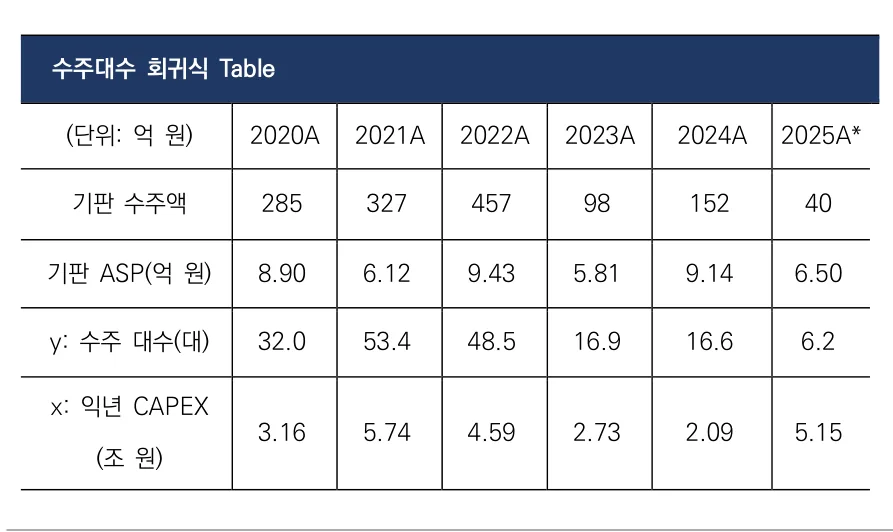 수주대수 회귀식 Table
(단위: 억 원) 2020A 2021A 2022A 2023A 2024A 2025A*
기판 수주액 285 327 457 98 152 40
기판 ASP(억 원) 8.90 6.12 9.43 5.81 9.14 6.50
y: 수주 대수(대) 32.0 53.4 48.5 16.9 16.6 6.2
x: 익년 CAPEX
(조 원) 3.16 5.74 4.59 2.73 2.09 5.15